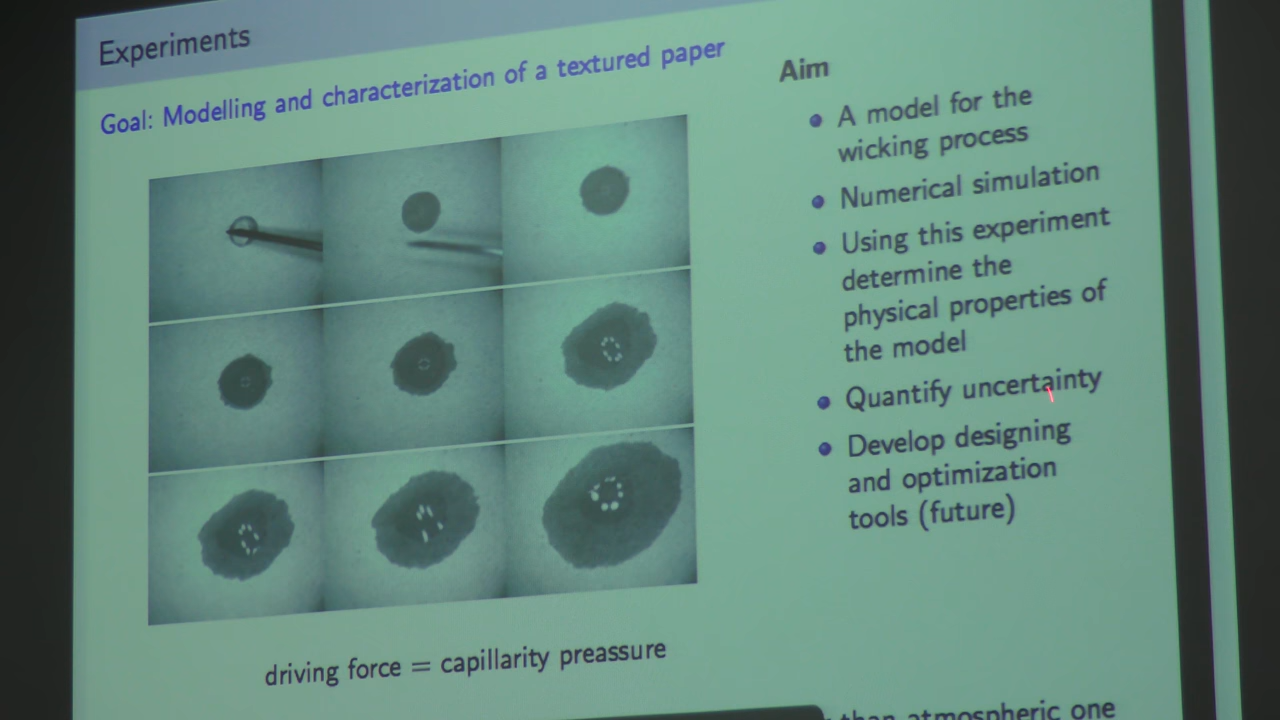 Experiments
Goal: Modelling and characterization of a textured paper
Aim
A model for the
wicking process
Numerical simulation
Using this experiment
determine the
physical properties of
the model
Quantify uncertainty
Develop designing
and optimization
tools (future)
driving force = capillarity preassure
than atmospheric one